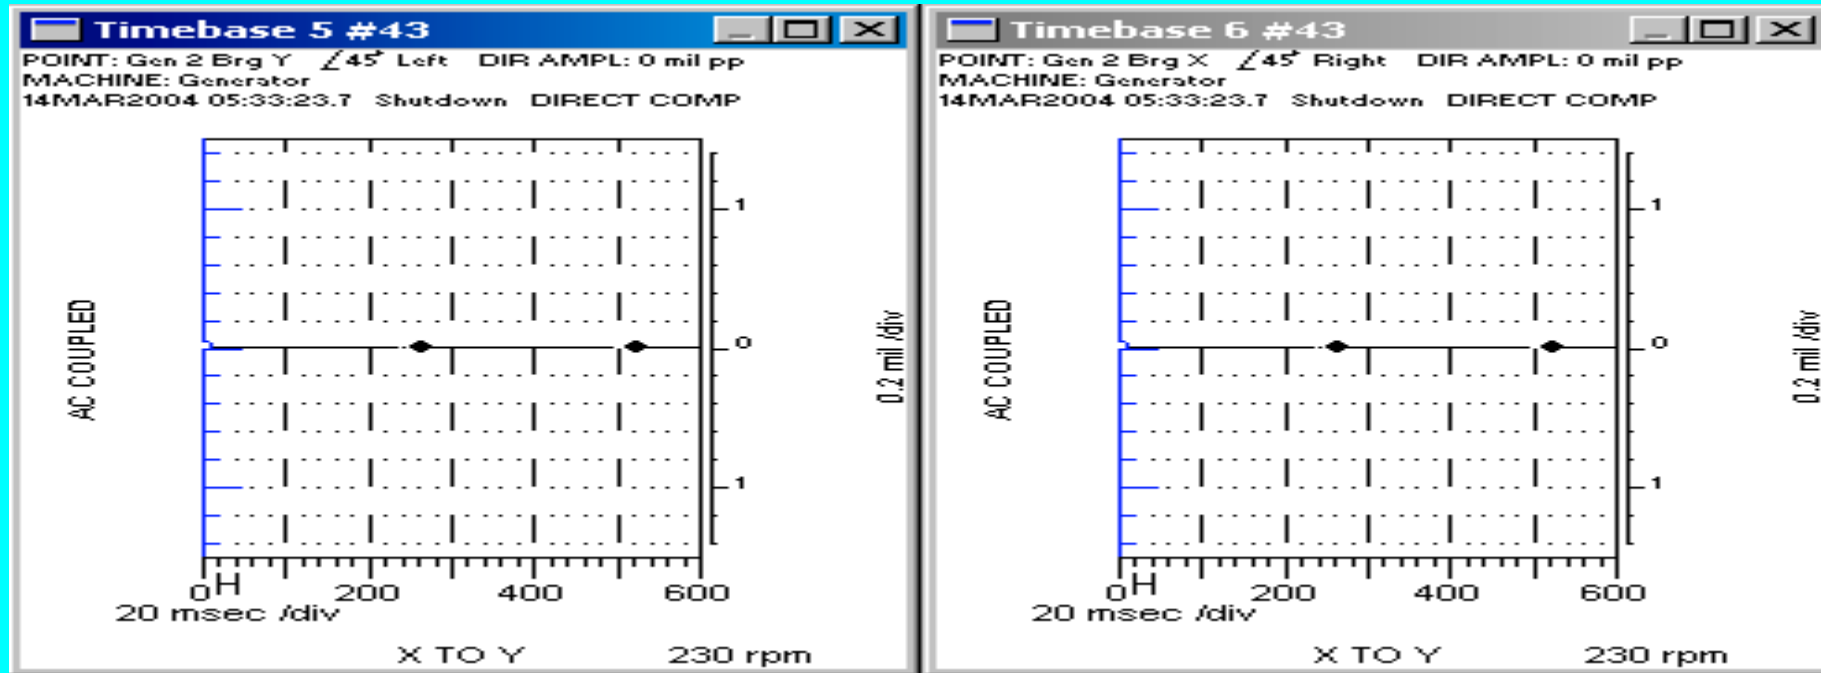 Timebase 5 #43
POINT: Gen 2 Brg Y ∠45° Left DIR AMPL: 0 mil pp
MACHINE: Generator
14MAR2004 05:33:23.7 Shutdown DIRECT COMP
AC COUPLED
1
0
1
0.2 mil /div
0 H 200 400 600
20 msec /div
X TO Y 230 rpm
Timebase 6 #43
POINT: Gen 2 Brg X ∠45° Right DIR AMPL: 0 mil pp
MACHINE: Generator
14MAR2004 05:33:23.7 Shutdown DIRECT COMP
AC COUPLED
1
0
1
0.2 mil /div
0 H 200 400 600
20 msec /div
X TO Y 230 rpm